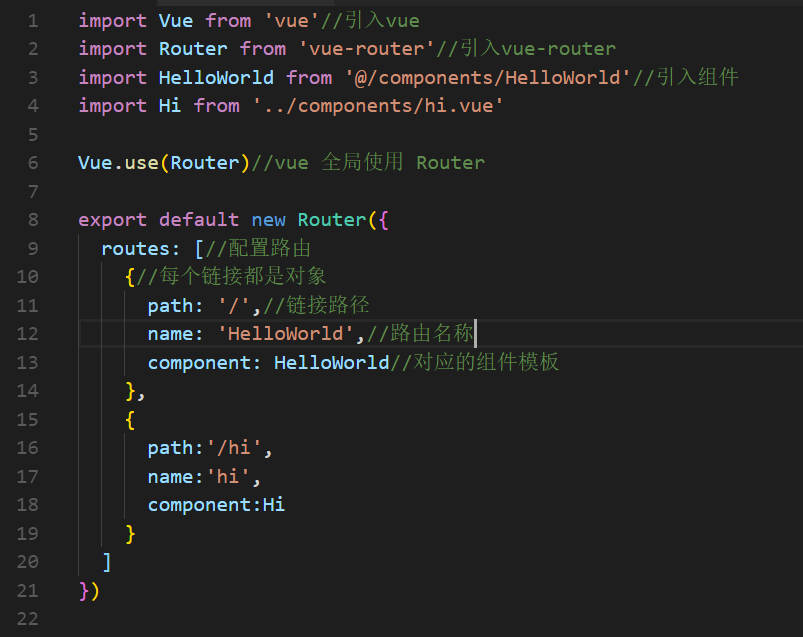 1 import Vue from 'vue'//引入vue
2 import Router from 'vue-router'//引入vue-router
3 import HelloWorld from '@/components/HelloWorld'//引入组件
4 import Hi from '../components/hi.vue'
5
6 Vue.use(Router)//vue 全局使用 Router
7
8 export default new Router({
9   routes: [//配置路由
10     {//每个链接都是对象
11       path: '/',//链接路径
12       name: 'HelloWorld',//路由名称
13       component: HelloWorld//对应的组件模板
14     },
15     {
16       path:'/hi',
17       name:'hi',
18       component:Hi
19     }
20   ]
21 })
22